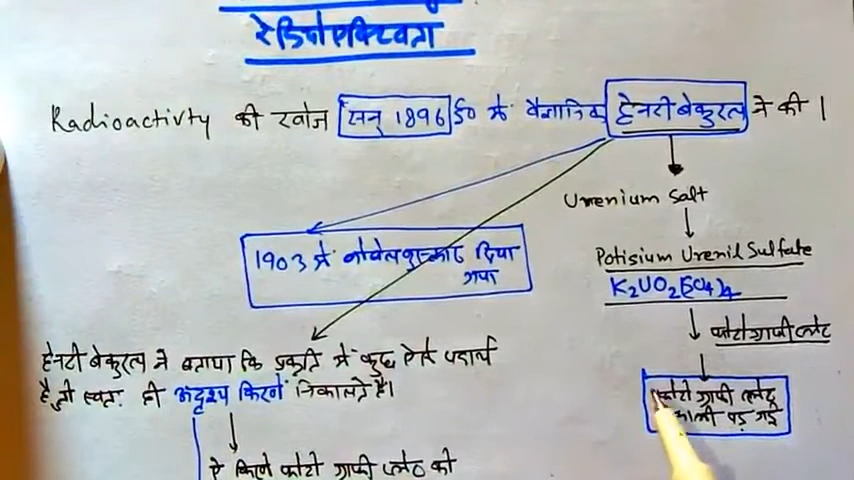 रेडियोएक्टिवता
Radioactivty की खोज सन् 1896 ई० में वैज्ञानिक हेनरी बेकुरल ने की ।
Urenium Salt
1903 में नोबेल पुरस्कार दिया गया
Potisium Urenil Sulfate
K2UO2(SO4)4
फोटोग्राफी प्लेट
हेनरी बेकुरल ने बताया कि प्रकृति में कुछ ऐसे पदार्थ
है, जो स्वतः ही अदृश्य किरणें निकालते है।
फोटो ग्राफी प्लेट
काली पड़ गई
ये किरणें फोटो ग्राफी प्लेट को